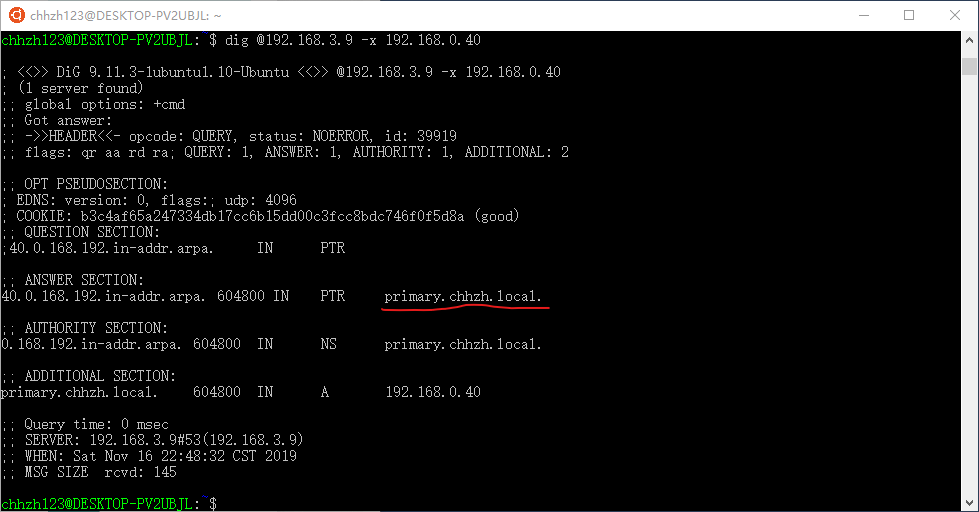 chhzh123@DESKTOP-PV2UBJL: ~
chhzh123@DESKTOP-PV2UBJL:~$ dig @192.168.3.9 -x 192.168.0.40
; <<>> DiG 9.11.3-1ubuntu1.10-Ubuntu <<>> @192.168.3.9 -x 192.168.0.40
; (1 server found)
;; global options: +cmd
;; Got answer:
;; ->>HEADER<<- opcode: QUERY, status: NOERROR, id: 39919
;; flags: qr aa rd ra; QUERY: 1, ANSWER: 1, AUTHORITY: 1, ADDITIONAL: 2
;; OPT PSEUDOSECTION:
; EDNS: version: 0, flags:; udp: 4096
; COOKIE: b3c4af65a247334db17cc6b15dd00c3fcc8bdc746f0f5d8a (good)
;; QUESTION SECTION:
;40.0.168.192.in-addr.arpa. IN PTR
;; ANSWER SECTION:
40.0.168.192.in-addr.arpa. 604800 IN PTR primary.chhzh.local.
;; AUTHORITY SECTION:
0.168.192.in-addr.arpa. 604800 IN NS primary.chhzh.local.
;; ADDITIONAL SECTION:
primary.chhzh.local. 604800 IN A 192.168.0.40
;; Query time: 0 msec
;; SERVER: 192.168.3.9#53(192.168.3.9)
;; WHEN: Sat Nov 16 22:48:32 CST 2019
;; MSG SIZE rcvd: 145
chhzh123@DESKTOP-PV2UBJL:~$